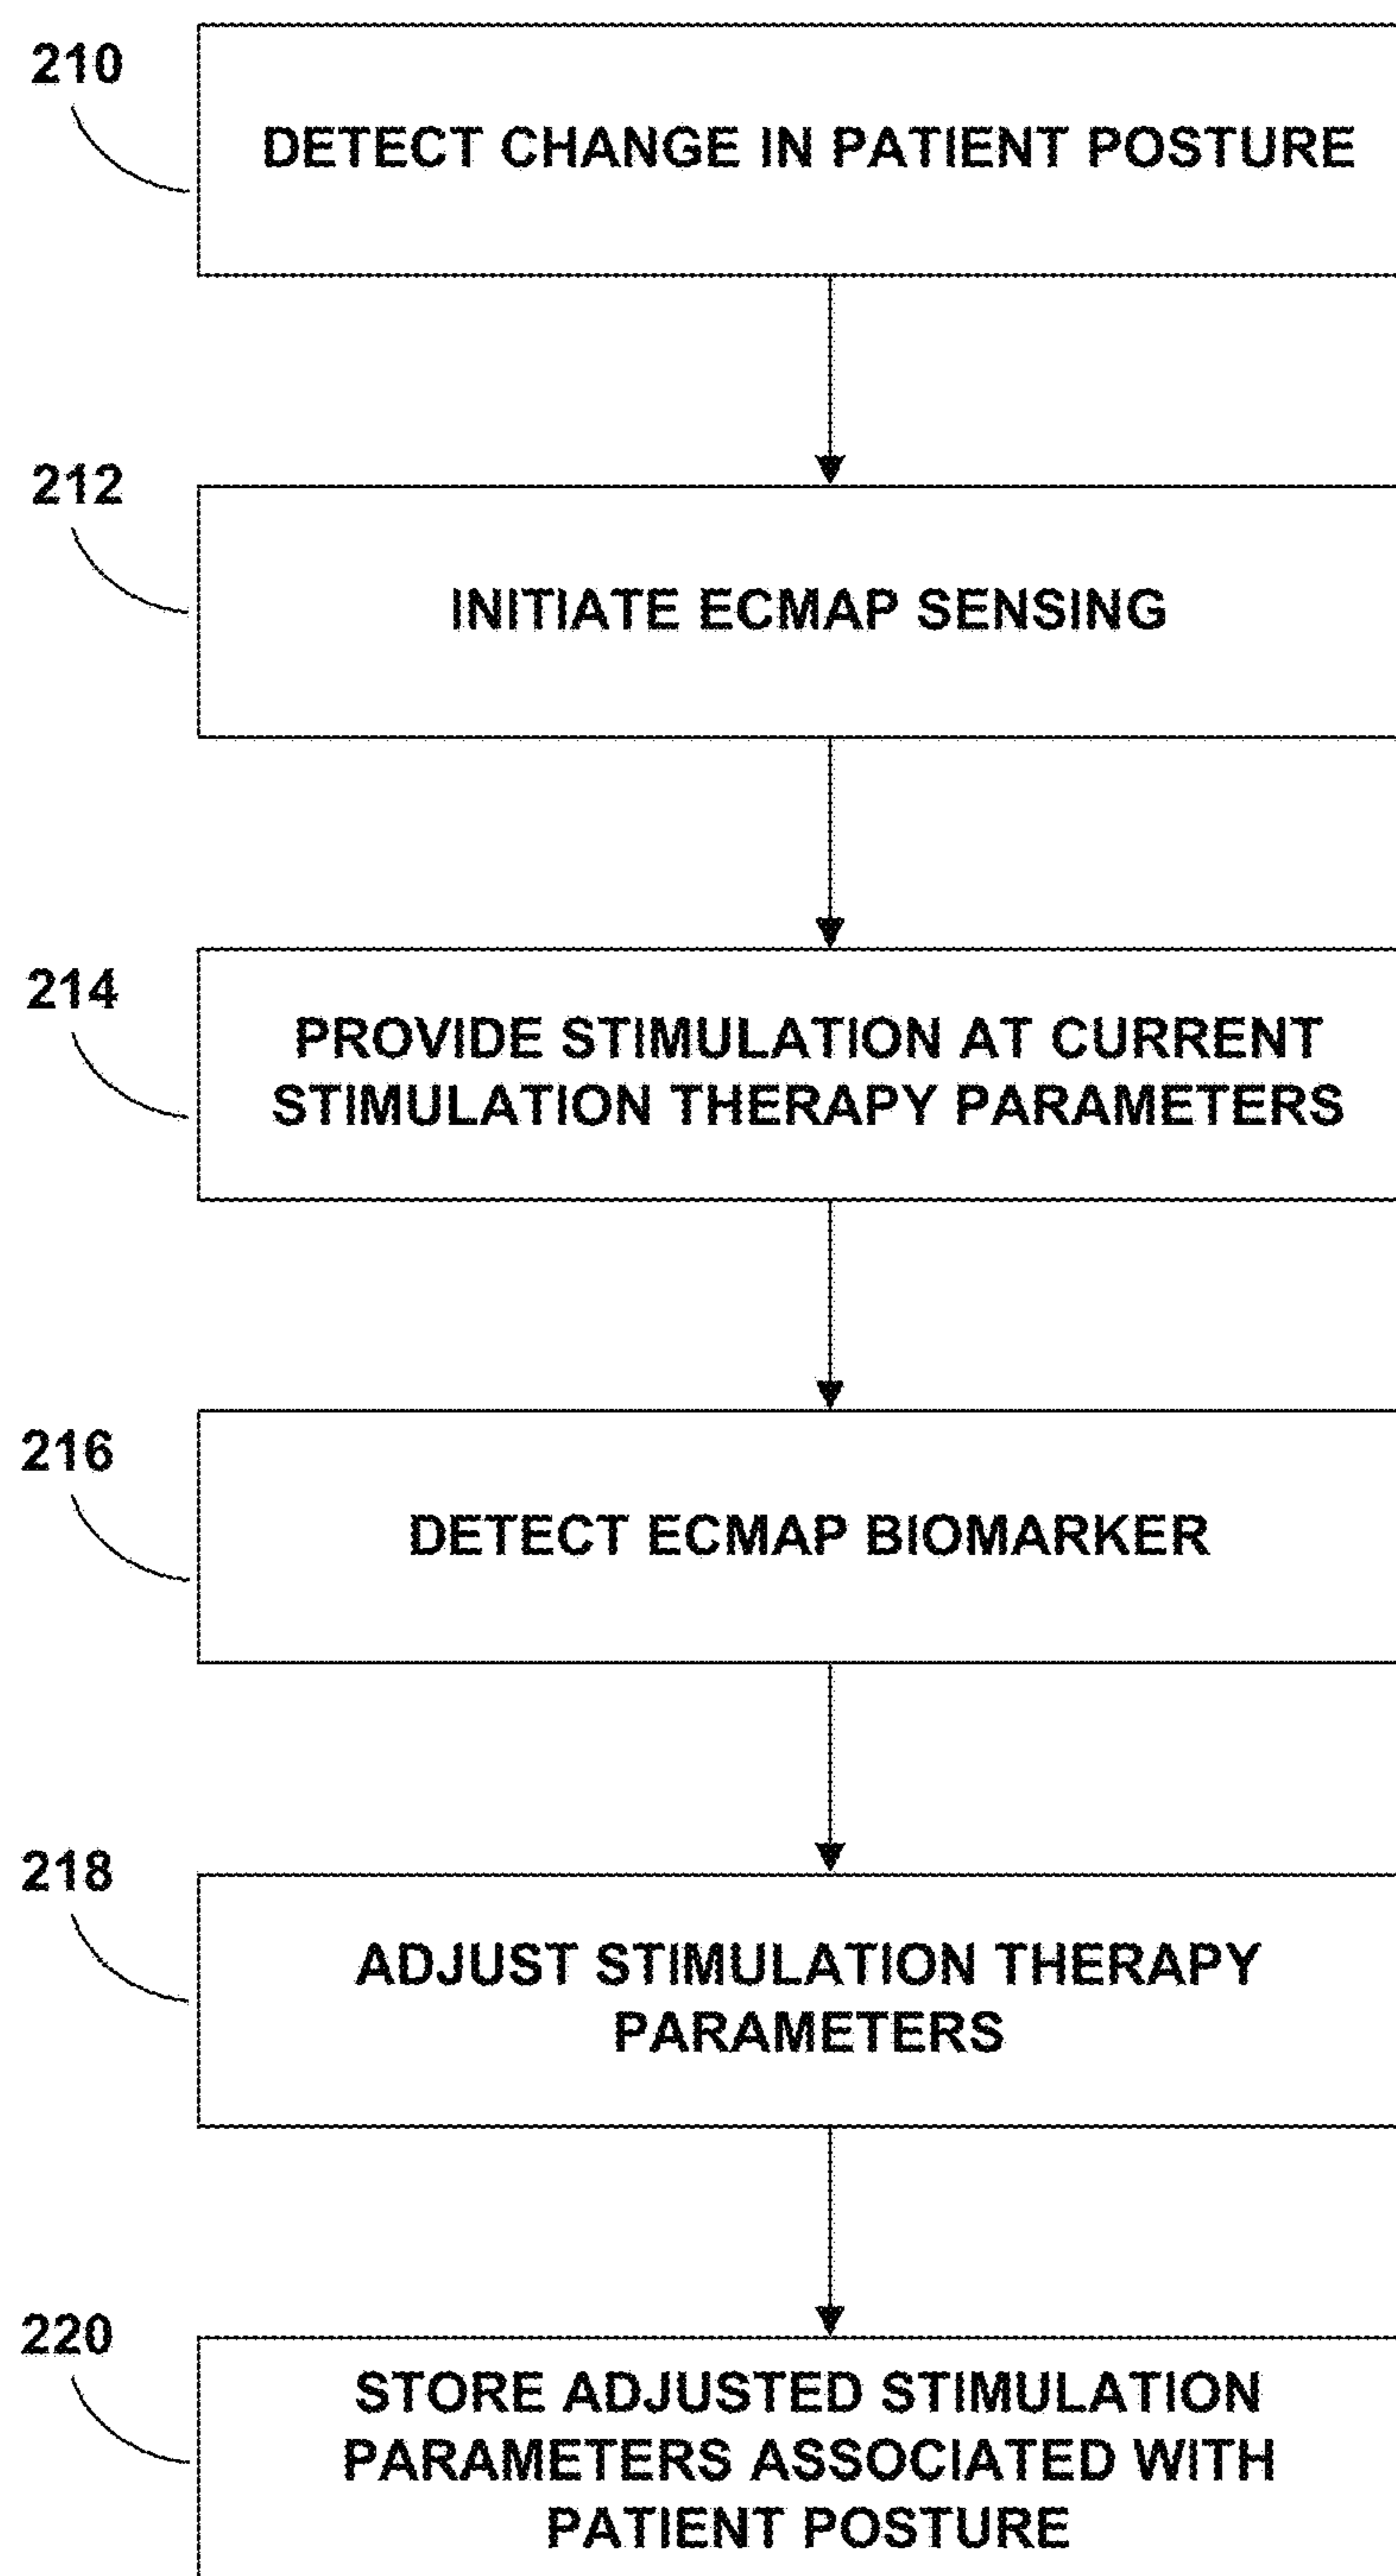 210
DETECT CHANGE IN PATIENT POSTURE
212
INITIATE ECMAP SENSING
214
PROVIDE STIMULATION AT CURRENT
STIMULATION THERAPY PARAMETERS
216
DETECT ECMAP BIOMARKER
218
ADJUST STIMULATION THERAPY
PARAMETERS
220
STORE ADJUSTED STIMULATION
PARAMETERS ASSOCIATED WITH
PATIENT POSTURE